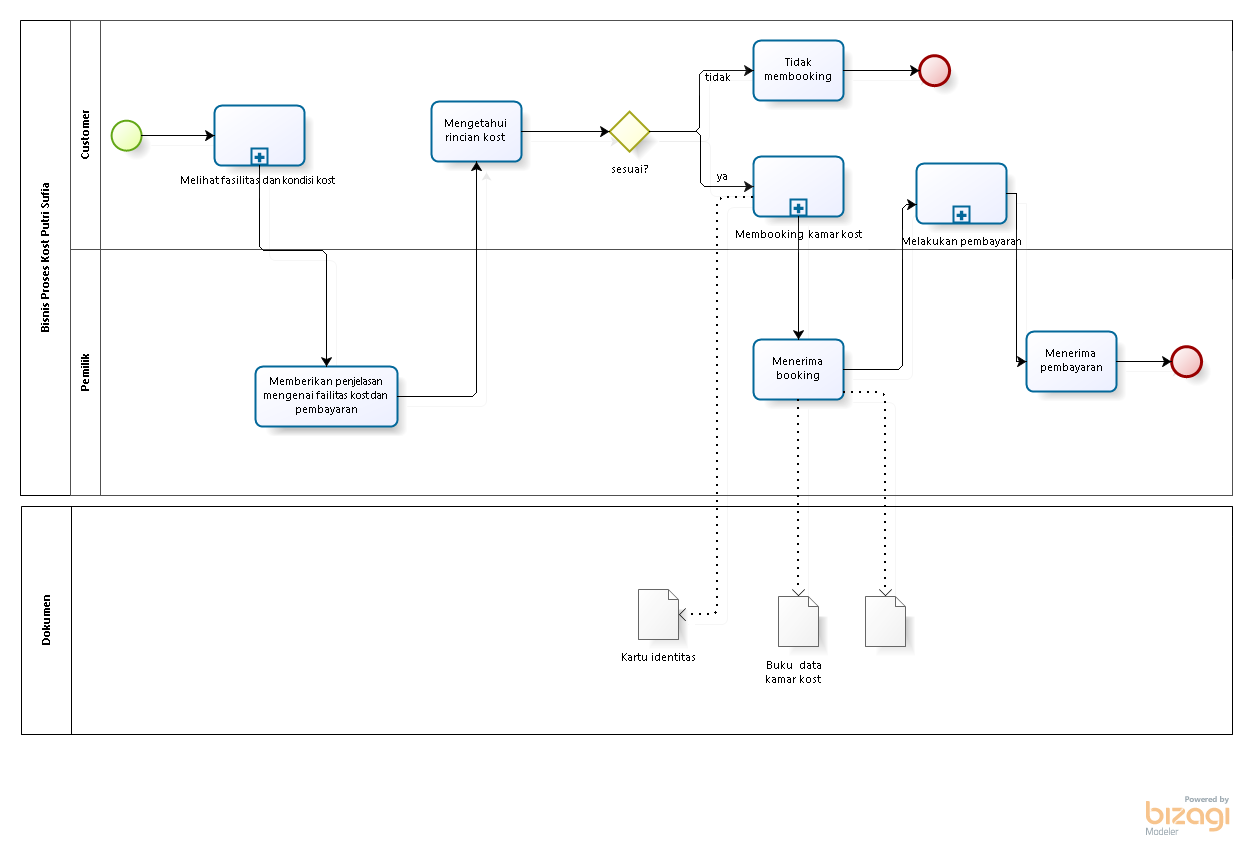 Bisnis Proses Kost Putri Sufia
Customer
Melihat fasilitas dan kondisi kost
Mengetahui
rincian kost
sesuai?
tidak
Tidak
membooking
ya
Membooking kamar kost
Melakukan pembayaran
Pemilik
Memberikan penjelasan
mengenai failitas kost dan
pembayaran
Menerima
booking
Menerima
pembayaran
Dokumen
Kartu identitas
Buku data
kamar kost
Powered by
bizagi
Modeler